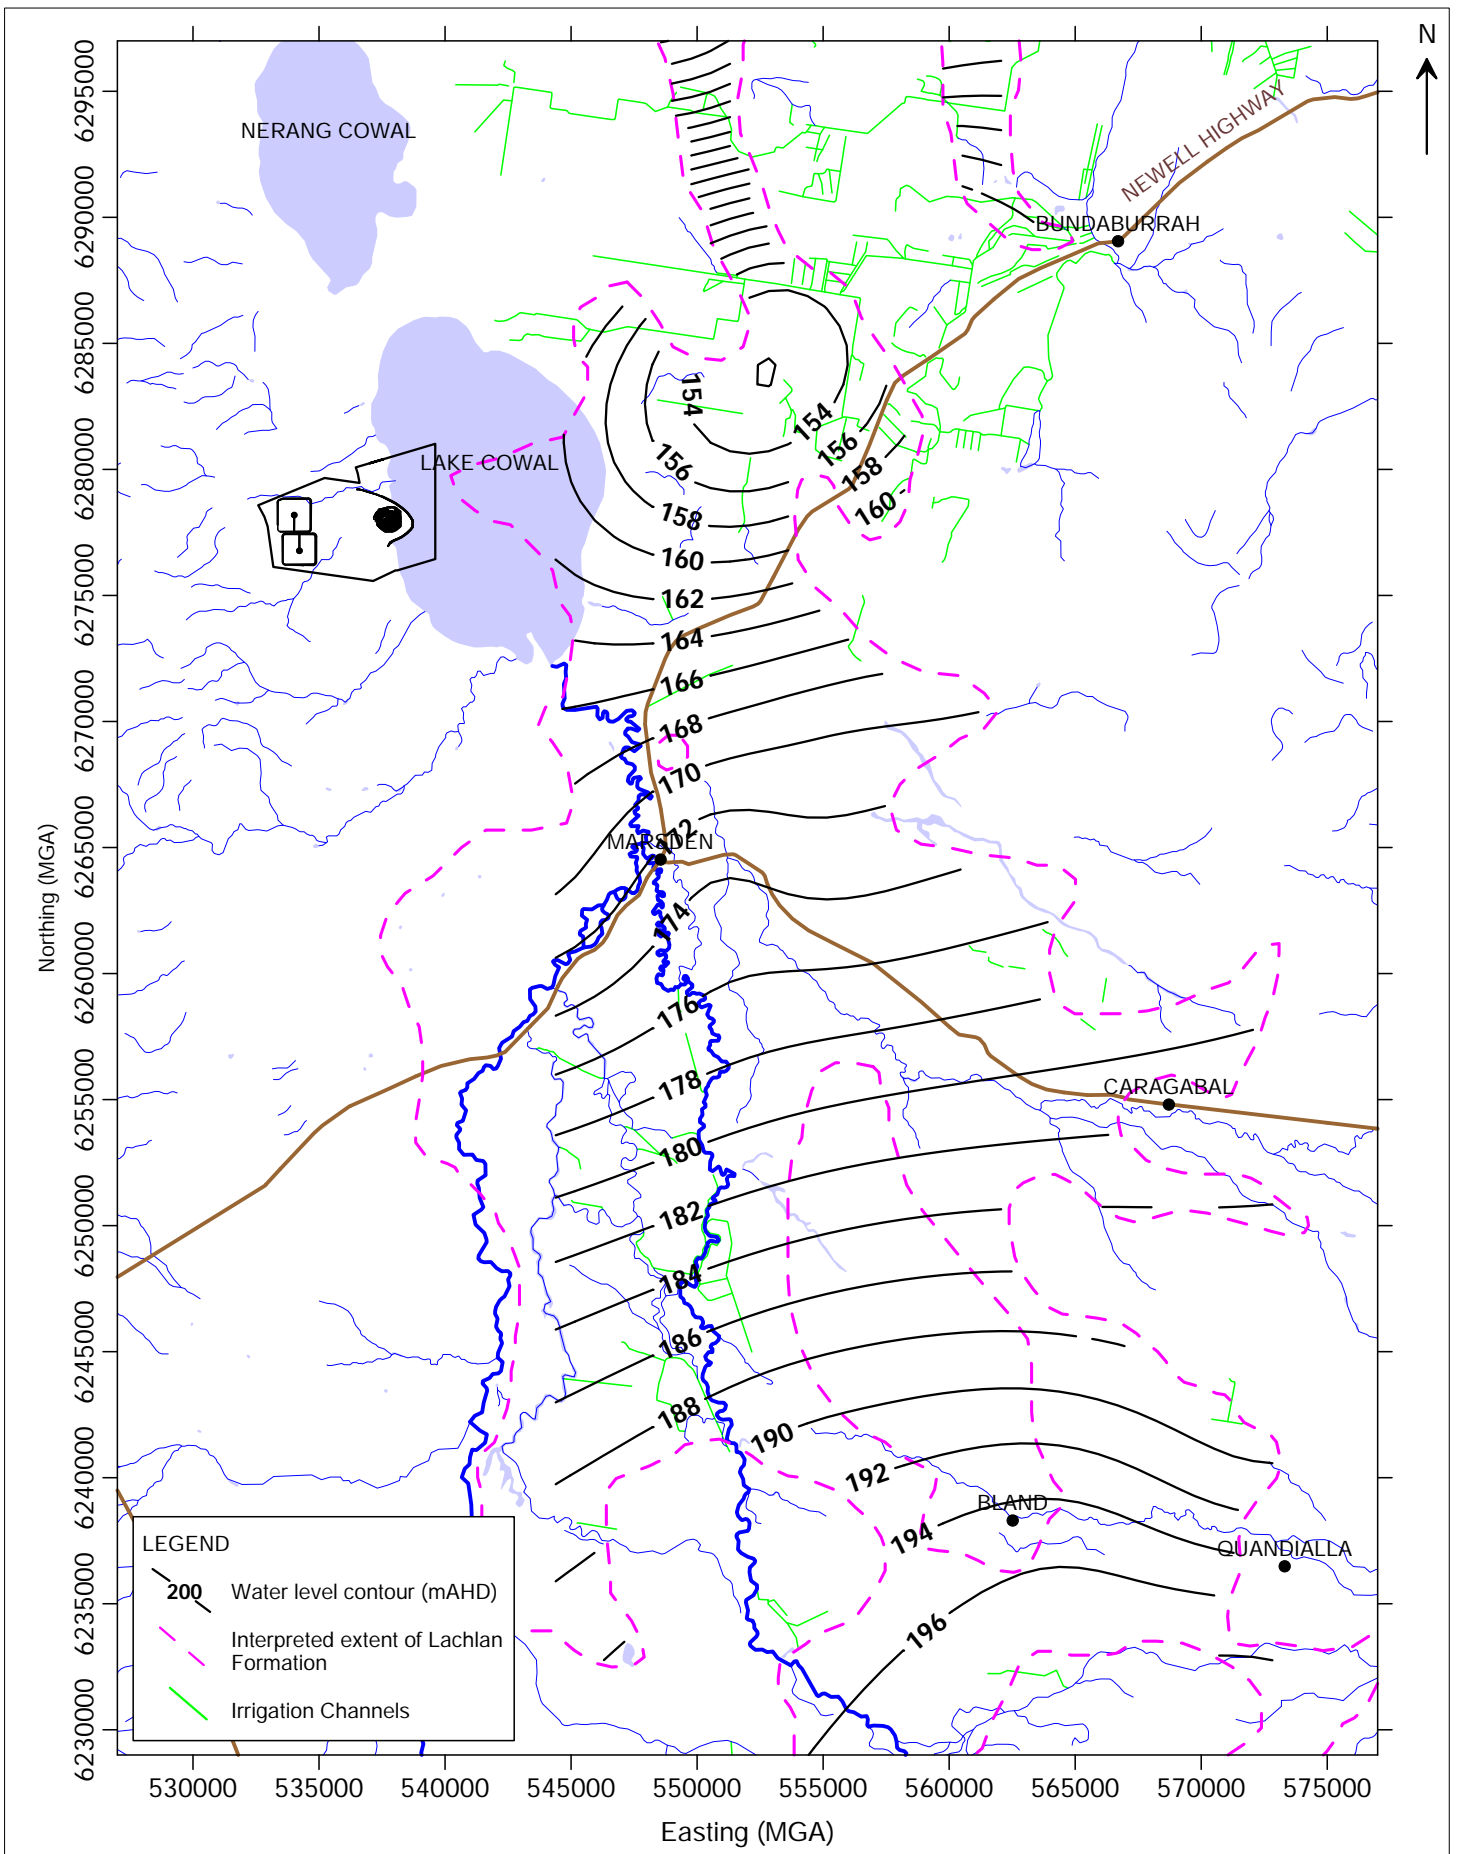 N
6295000
NERANG COWAL
NEWELL HIGHWAY
6290000
BUNDABURRAH
6285000
154
154
156
6280000
LAKE COWAL
156
158
160
158
160
6275000
162
164
166
6270000
168
170
6265000
172
MARSDEN
174
6260000
176
178
6255000
CARAGABAL
180
6250000
182
184
6245000
186
188
190
6240000
192
BLAND
194
QUANDIALLA
6235000
196
6230000
Northing (MGA)
LEGEND
200 Water level contour (mAHD)
Interpreted extent of Lachlan
Formation
Irrigation Channels
530000 535000 540000 545000 550000 555000 560000 565000 570000 575000
Easting (MGA)